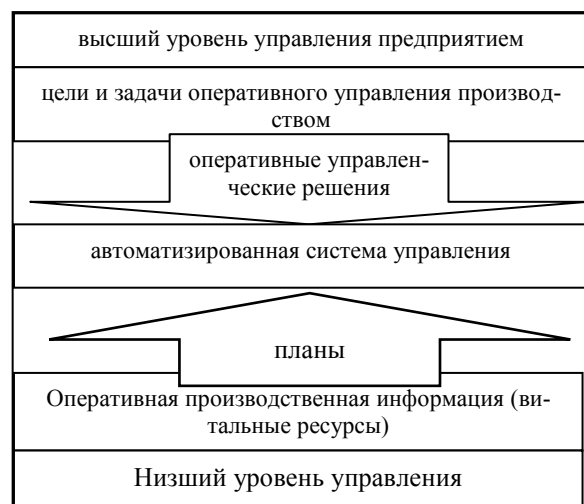 высший уровень управления предприятием
цели и задачи оперативного управления производ-
ством
оперативные управлен-
ческие решения
автоматизированная система управления
планы
Оперативная производственная информация (ви-
тальные ресурсы)
Низший уровень управления